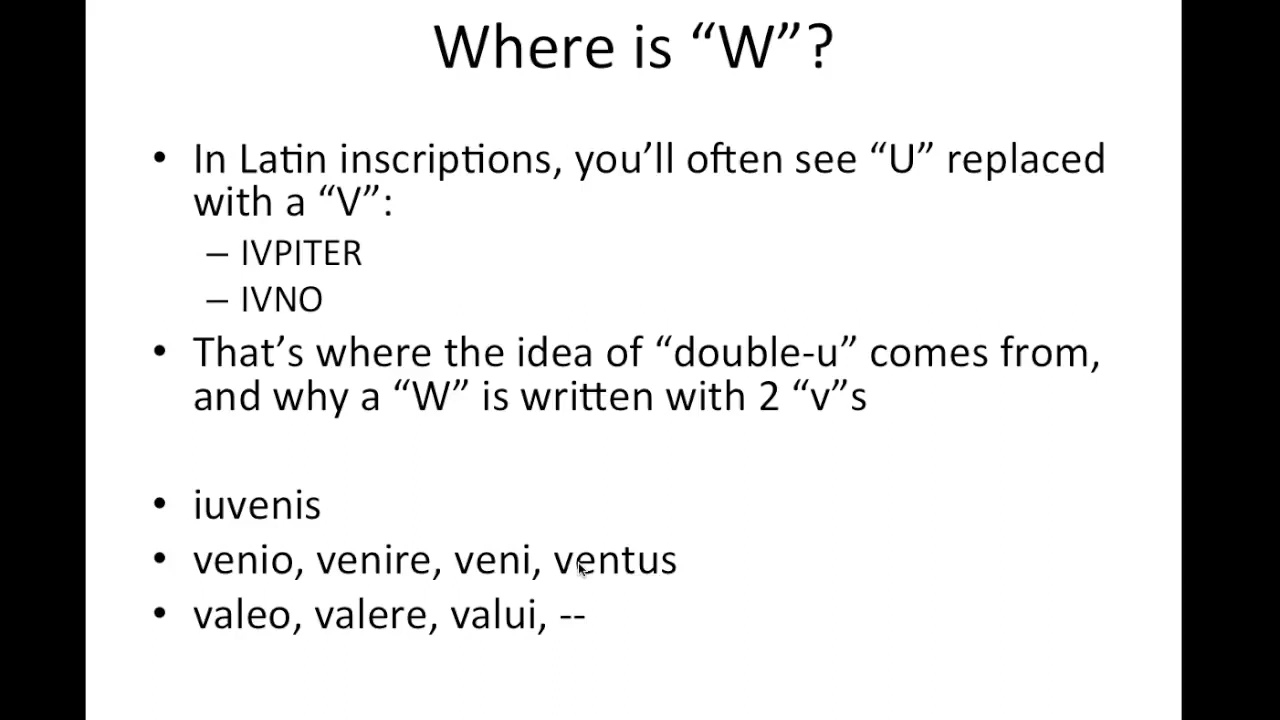 Where is “W”?
• In Latin inscriptions, you’ll often see “U” replaced
with a “V”:
– IVPITER
– IVNO
• That’s where the idea of “double-u” comes from,
and why a “W” is written with 2 “v”s
• iuvenis
• venio, venire, veni, ventus
• valeo, valere, valui, --